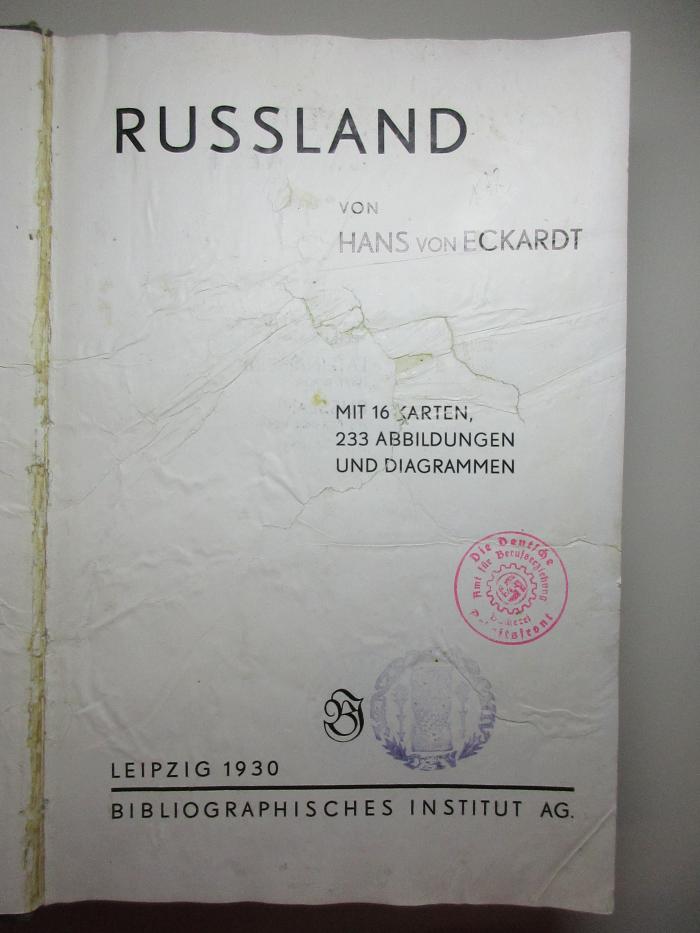 RUSSLAND
VON
HANS VON ECKARDT
MIT 16 KARTEN,
233 ABBILDUNGEN
UND DIAGRAMMEN
Die Deutsche
Amt für Berufserziehung
BI
LEIPZIG 1930
BIBLIOGRAPHISCHES INSTITUT AG.